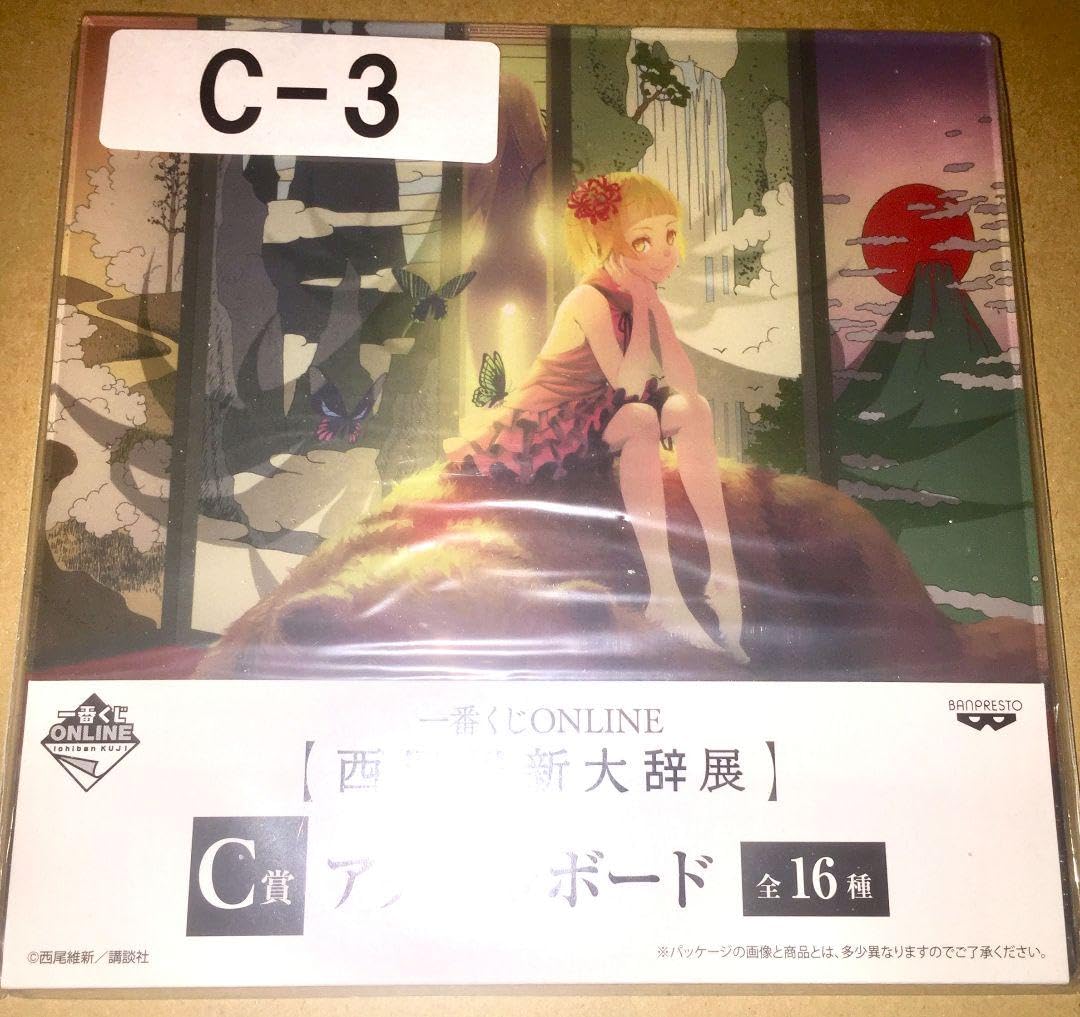 C-3
一番くじ
ONLINE
Ichiban KUJI
一番くじONLINE
BANPRESTO
【西 新大辞展】
C賞 ア ボード 全16種
©西尾維新/講談社
※パッケージの画像と商品とは、多少異なりますのでご了承ください。